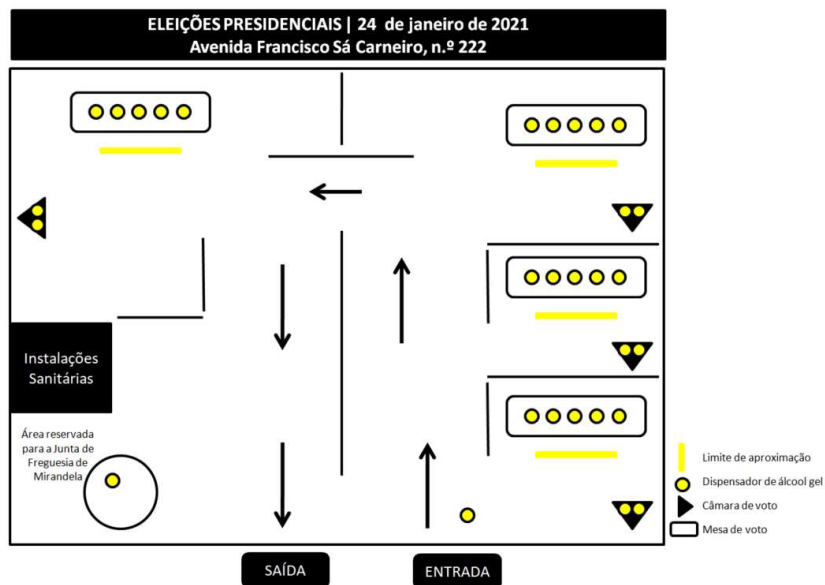 ELEIÇÕES PRESIDENCIAIS | 24 de janeiro de 2021
Avenida Francisco Sá Carneiro, n.º 222
Instalações
Sanitárias
Área reservada
para a Junta de
Freguesia de
Mirandela
Limite de aproximação
Dispensador de álcool gel
Câmara de voto
Mesa de voto
SAÍDA
ENTRADA